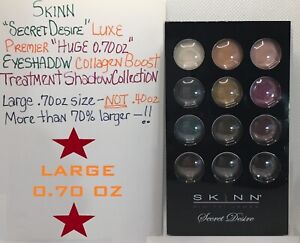 SKINN
"Secret Desire" LUXE
PREMIER "HUGE 0.70oz"
EYESHADOW Collagen Boost
Treatment Shadow Collection
Large .70oz size - NOT .40oz
More than 70% larger - !!
LARGE
0.70 OZ
SKINN
Secret Desire